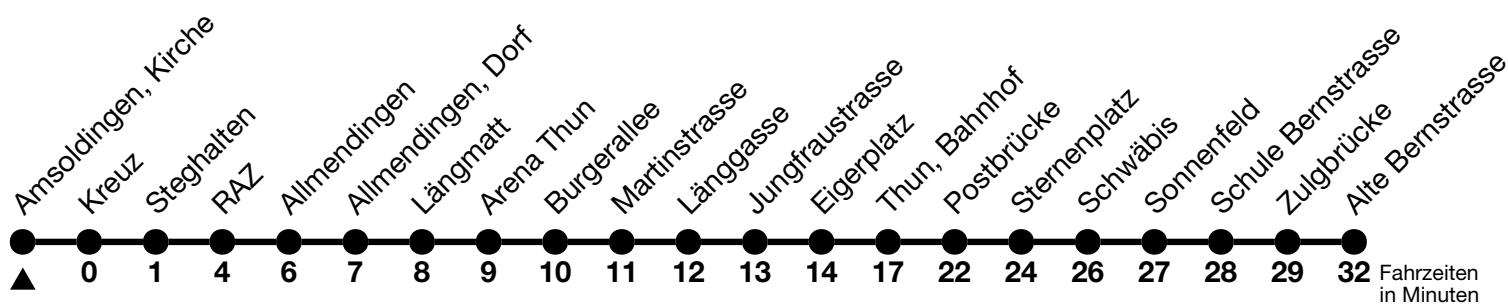 Amsoldingen, Kirche
Kreuz
Steghalten
RAZ
Allmendingen
Allmendingen, Dorf
Längmatt
Arena Thun
Burgerallee
Martinstrasse
Länggasse
Jungfraustrasse
Eigerplatz
Thun, Bahnhof
Postbrücke
Sternenplatz
Schwäbis
Sonnenfeld
Schule Bernstrasse
Zulgbrücke
Alte Bernstrasse
0 1 4 6 7 8 9 10 11 12 13 14 17 22 24 26 27 28 29 32
Fahrzeiten
in Minuten